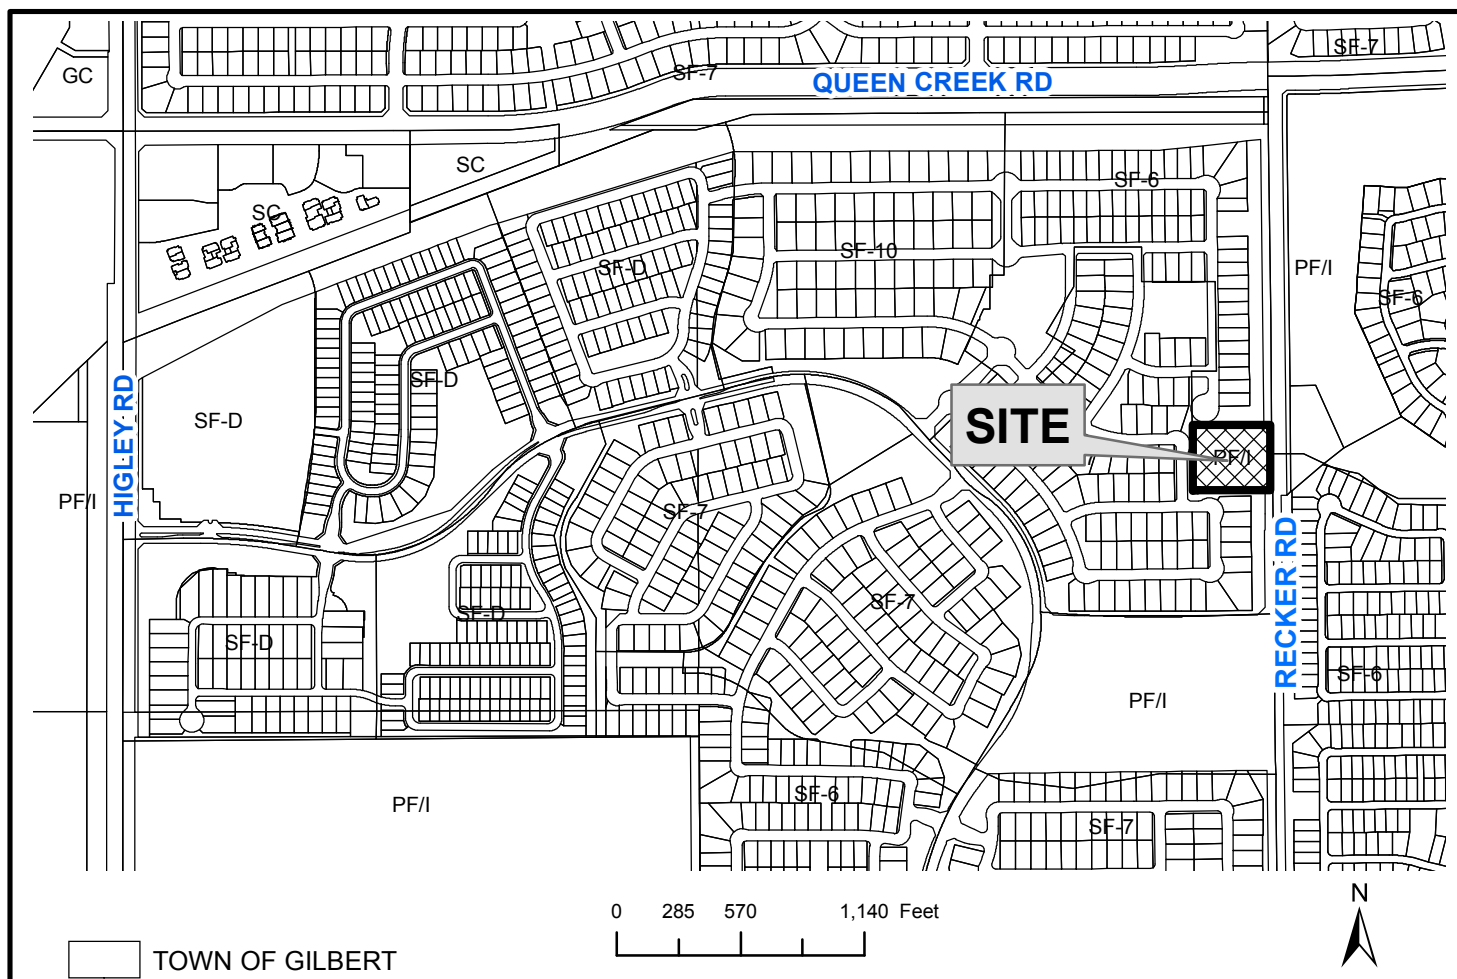 SF-7
GC
SF-7
QUEEN CREEK RD
SC
SF-6
SC
SF-10
SF-D
PF/I
SF-6
SF-D
HIGLEY RD
SF-D
SITE
PF/I
PF/I
SF-7
RECKER RD
SF-7
SF-D
SF-D
SF-6
PF/I
SF-6
PF/I
SF-7
0 285 570 1,140 Feet
N
TOWN OF GILBERT